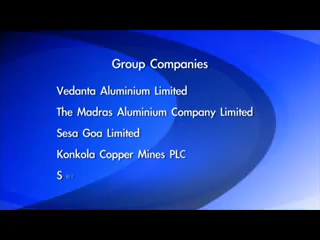 Group Companies
Vedanta Aluminium Limited
The Madras Aluminium Company Limited
Sesa Goa Limited
Konkola Copper Mines PLC
S